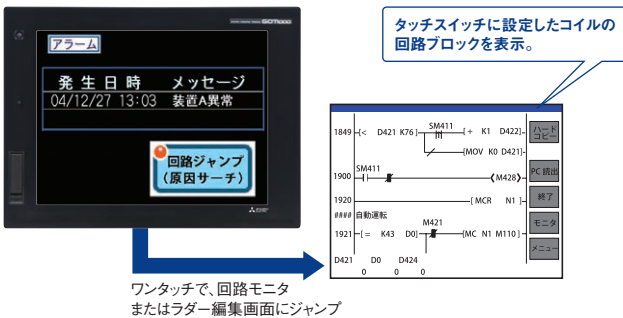 GOT1000
アラーム
発生日時 メッセージ
04/12/27 13:03 装置A異常
回路ジャンプ
(原因サーチ)
タッチスイッチに設定したコイルの
回路ブロックを表示。
1849 [< D421 K76] SM411 [+ K1 D422]
[MOV K0 D421]
SM411
1900 <M428>
1920 [MCR N1 ]
#### 自動運転
M421
1921 [= K43 D0] [MC N1 M110 ]
D421 D0 D424
0 0 0
ハード
コピー
PC 読出
終了
モニタ
メニュー
ワンタッチで、回路モニタ
またはラダー編集画面にジャンプ